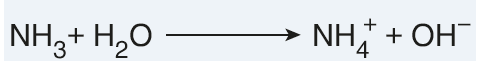 NH₃+ H₂O ⟶ NH₄⁺ + OH⁻